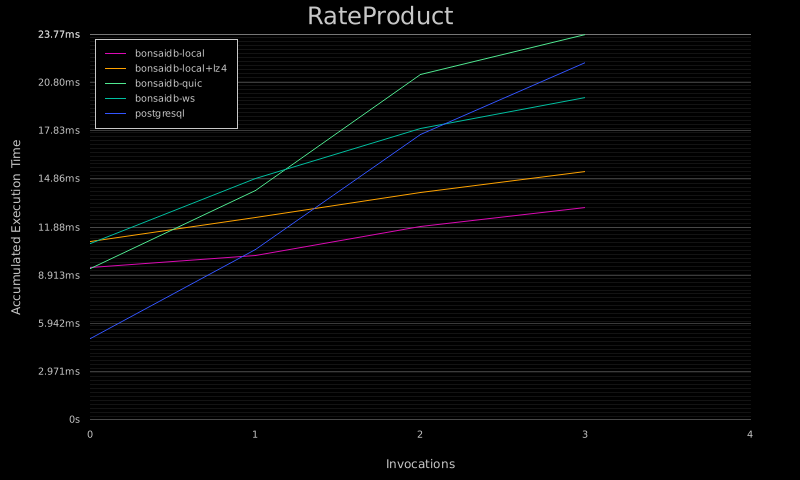 RateProduct
23.77ms
20.80ms
17.83ms
14.86ms
11.88ms
8.913ms
5.942ms
2.971ms
0s
bonsaidb-local
bonsaidb-local+lz4
bonsaidb-quic
bonsaidb-ws
postgresql
Accumulated Execution Time
0 1 2 3 4
Invocations